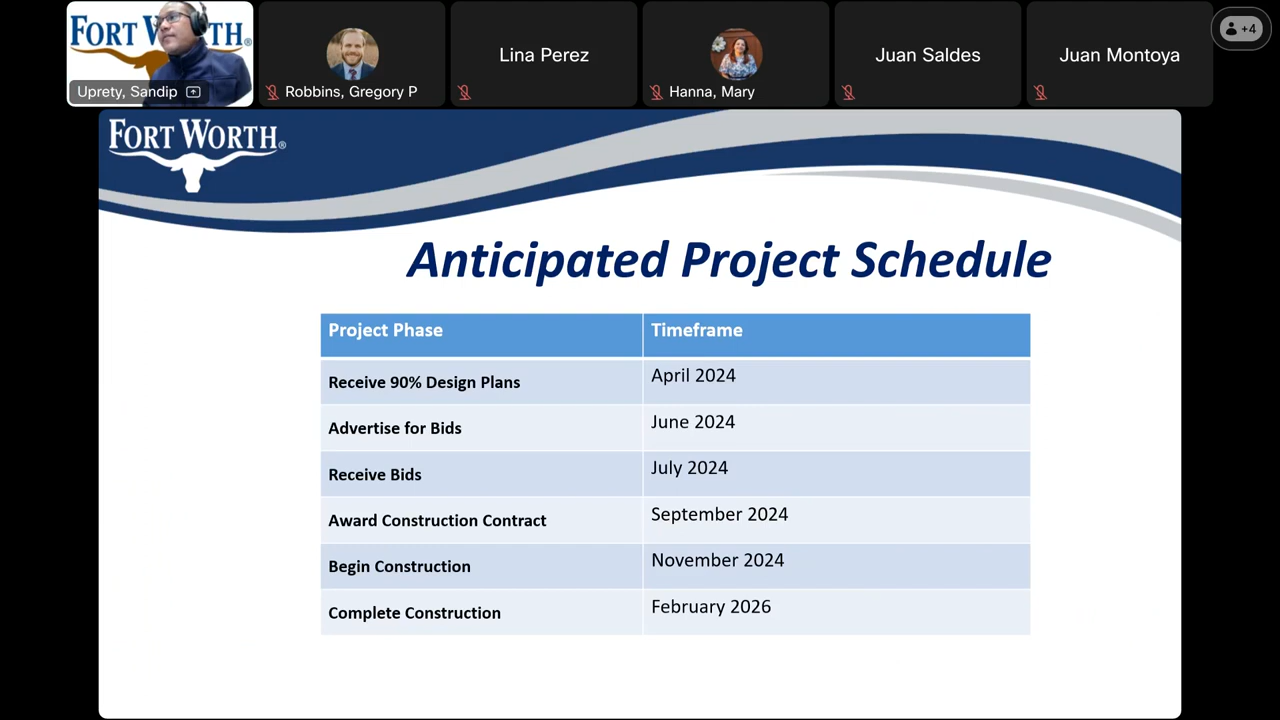 FORT WORTH
Uprety, Sandip
Robbins, Gregory P
Lina Perez
Hanna, Mary
Juan Saldes
Juan Montoya
+4
FORT WORTH®
Anticipated Project Schedule
Project Phase Timeframe
Receive 90% Design Plans April 2024
Advertise for Bids June 2024
Receive Bids July 2024
Award Construction Contract September 2024
Begin Construction November 2024
Complete Construction February 2026